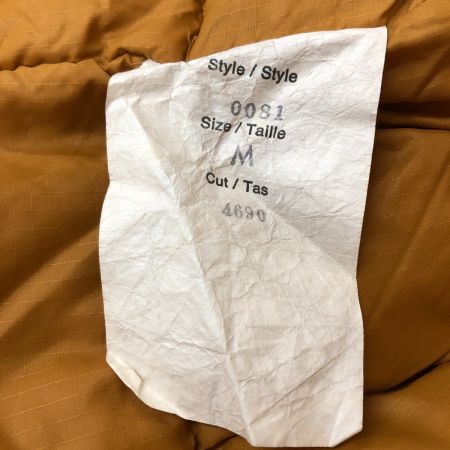 Style / Style
0081
Size / Taille
M
Cut / Tas
4690